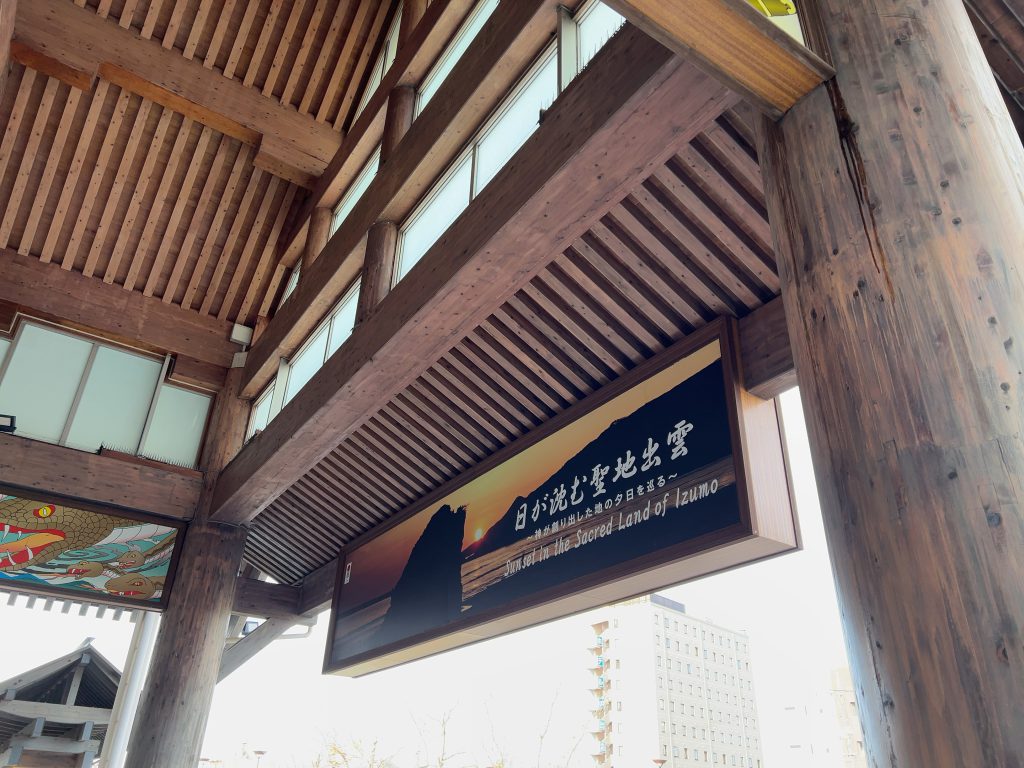 日が沈む聖地出雲
～神が創り出した地の夕日を巡る～
Sunset in the Sacred Land of Izumo